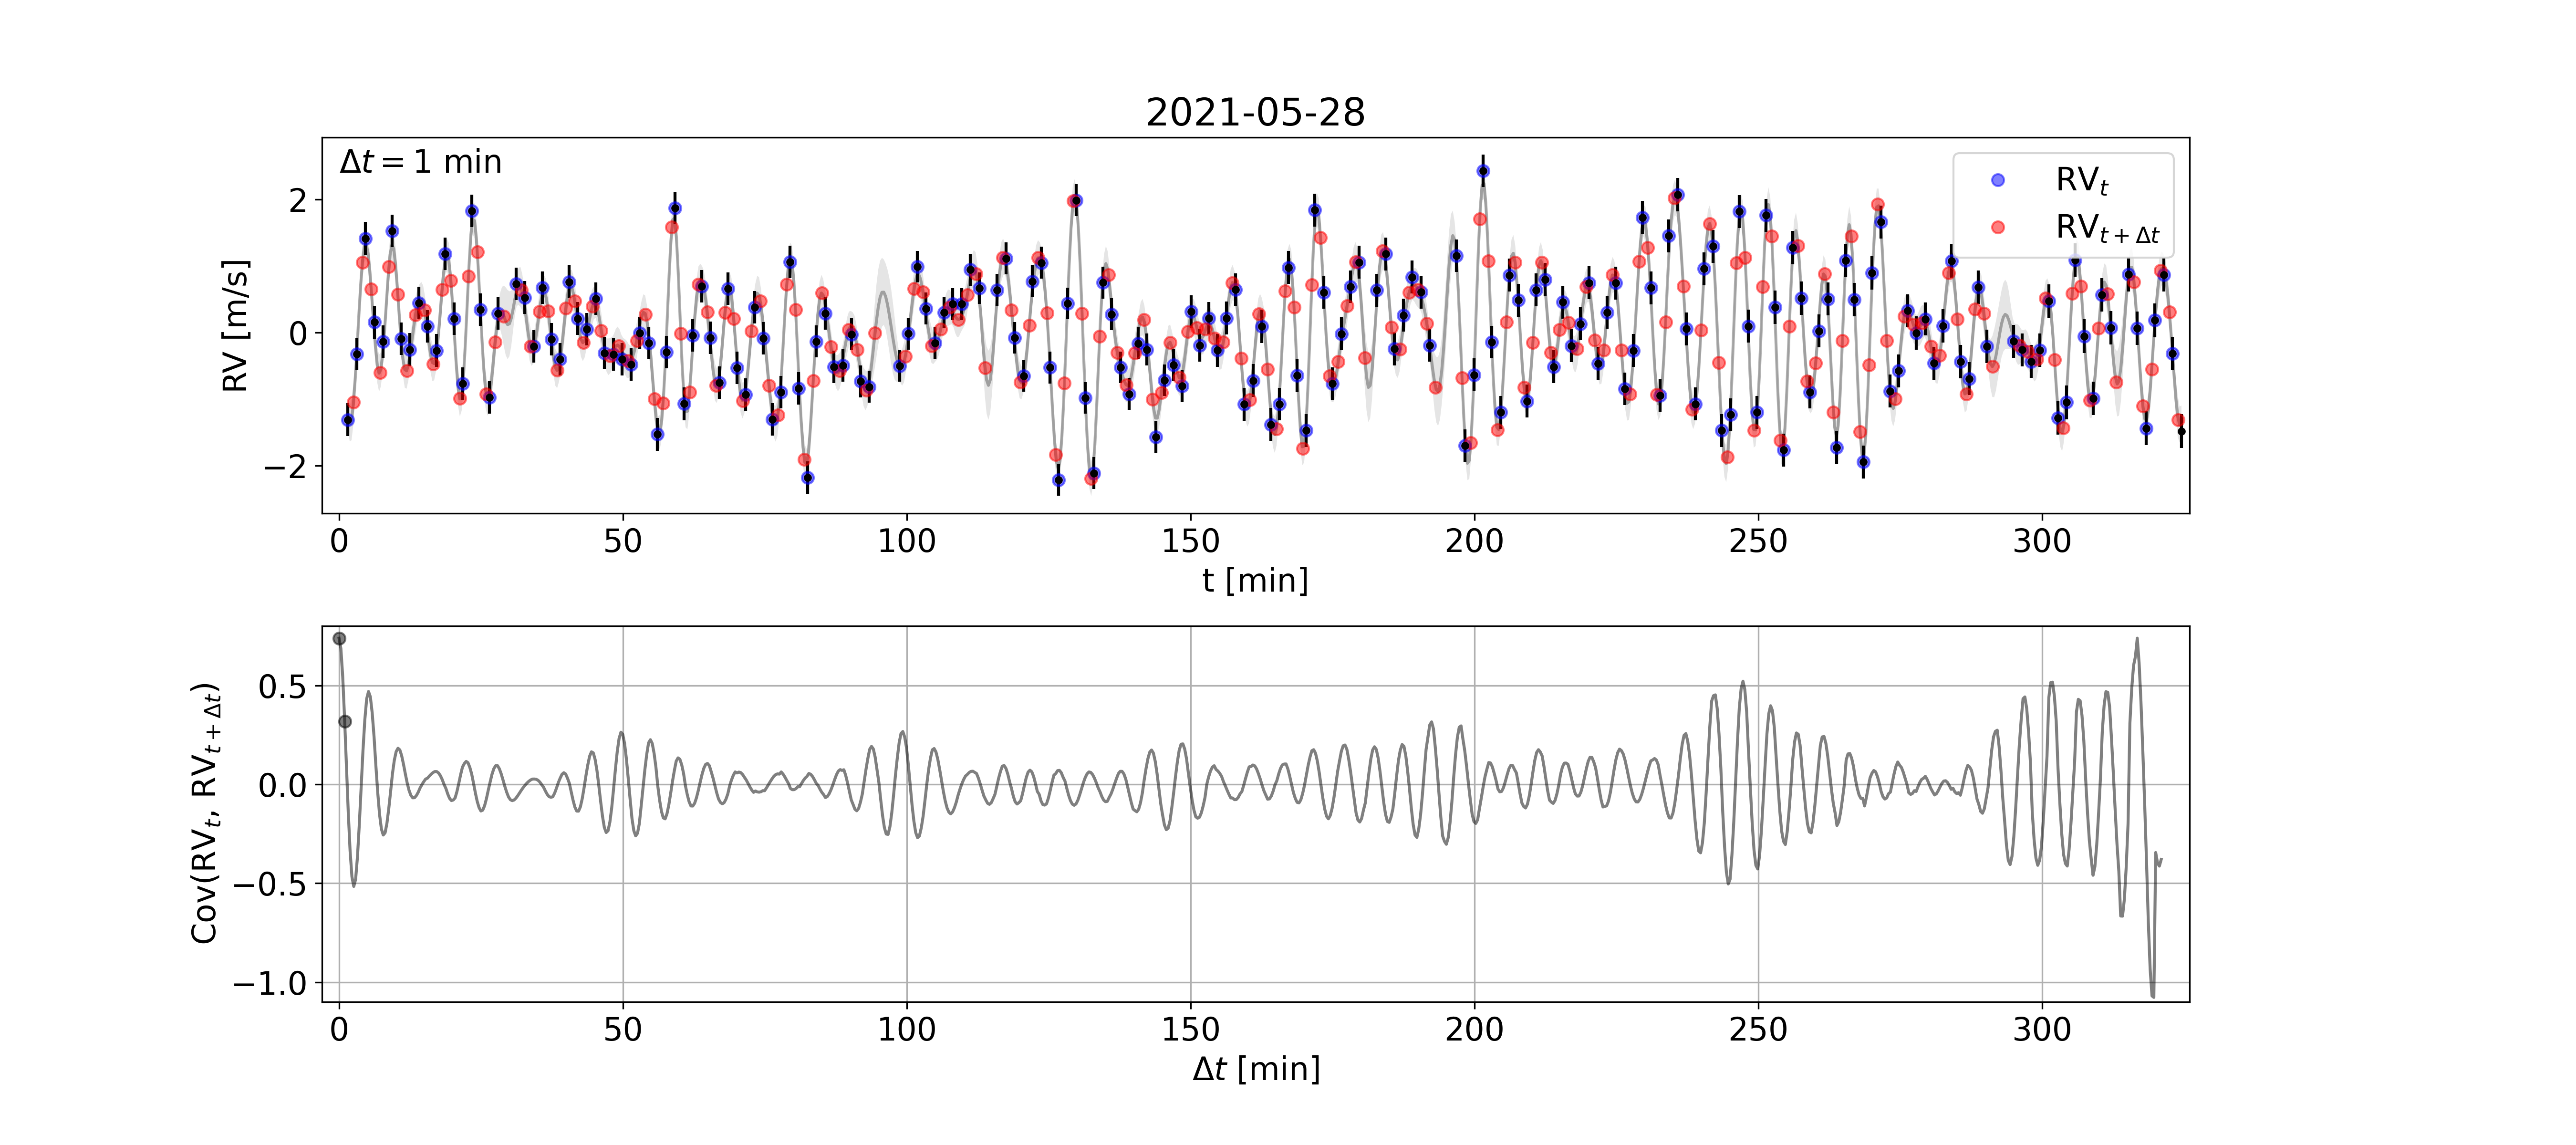 2021-05-28
Δt = 1 min
RV_t
RV_{t+Δt}
RV [m/s]
2
0
−2
0 50 100 150 200 250 300
t [min]
Cov(RV_t, RV_{t+Δt})
0.5
0.0
−0.5
−1.0
0 50 100 150 200 250 300
Δt [min]